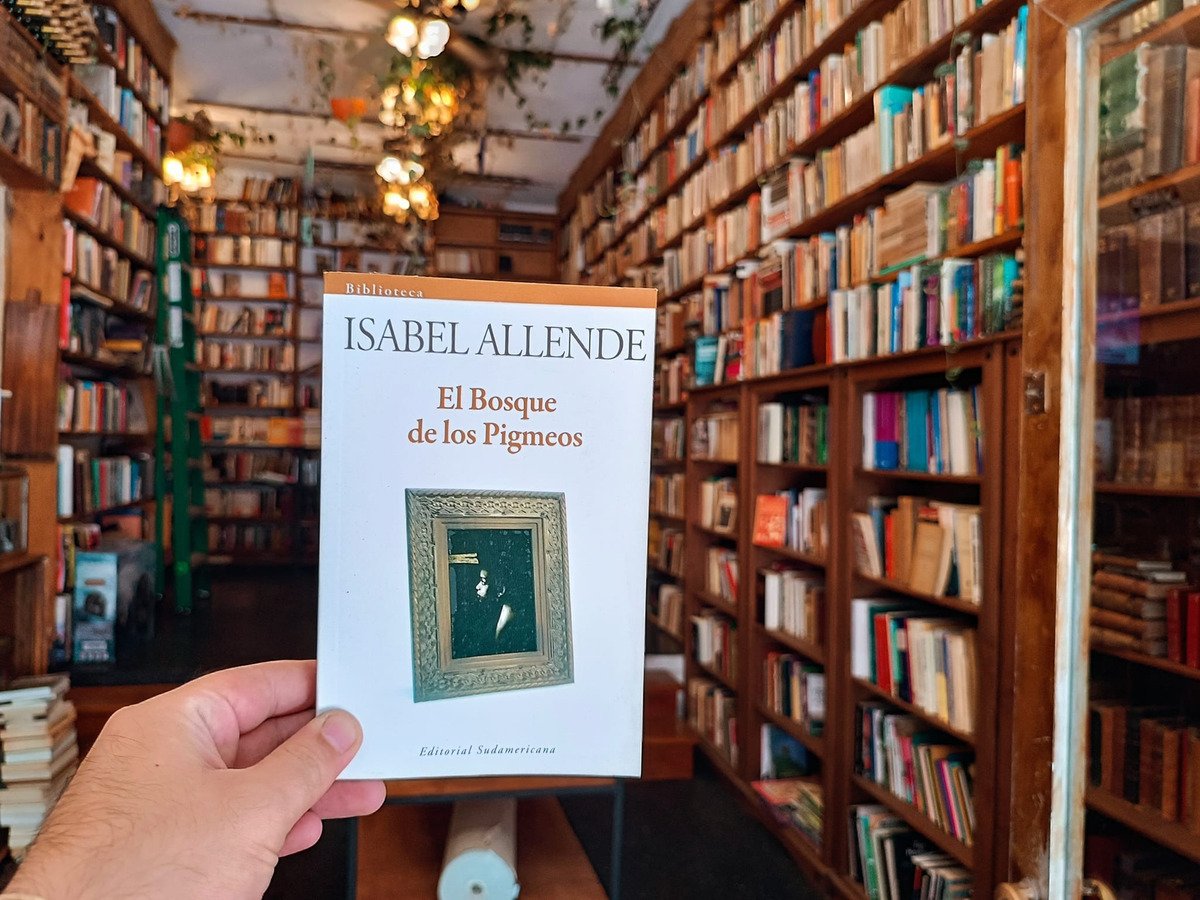 Biblioteca
ISABEL ALLENDE
El Bosque
de los Pigmeos
Editorial Sudamericana